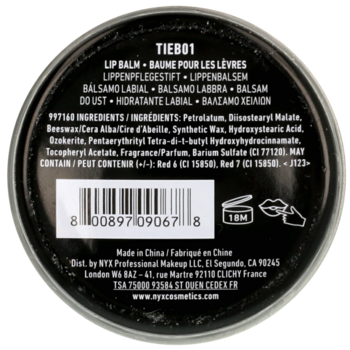 TIEB01
LIP BALM • BAUME POUR LES LÈVRES
LIPPENPFLEGESTIFT • LIPPENBALSEM
BÁLSAMO LABIAL • BALSAMO LABBRA • BALSAM
DO UST • HIDRATANTE LABIAL • ΒΑΛΣΑΜΟ ΧΕΙΛΙΩΝ
997160 INGREDIENTS / INGRÉDIENTS: Petrolatum, Diisostearyl Malate,
Beeswax/Cera Alba/Cire d'Abeille, Synthetic Wax, Hydroxystearic Acid,
Ozokerite, Pentaerythrityl Tetra-di-t-butyl Hydroxyhydrocinnamate,
Tocopheryl Acetate, Fragrance/Parfum, Barium Sulfate (CI 77120). MAY
CONTAIN / PEUT CONTENIR (+/-): Red 6 (CI 15850), Red 7 (CI 15850). <J123>
8 00897 09067 8
18M
Made in China / Fabriqué en Chine
Dist. by NYX Professional Makeup LLC, El Segundo, CA 90245
London W6 8AZ – 41, rue Martre 92110 CLICHY France
TSA 75000 93584 ST OUEN CEDEX FR
www.nyxcosmetics.com